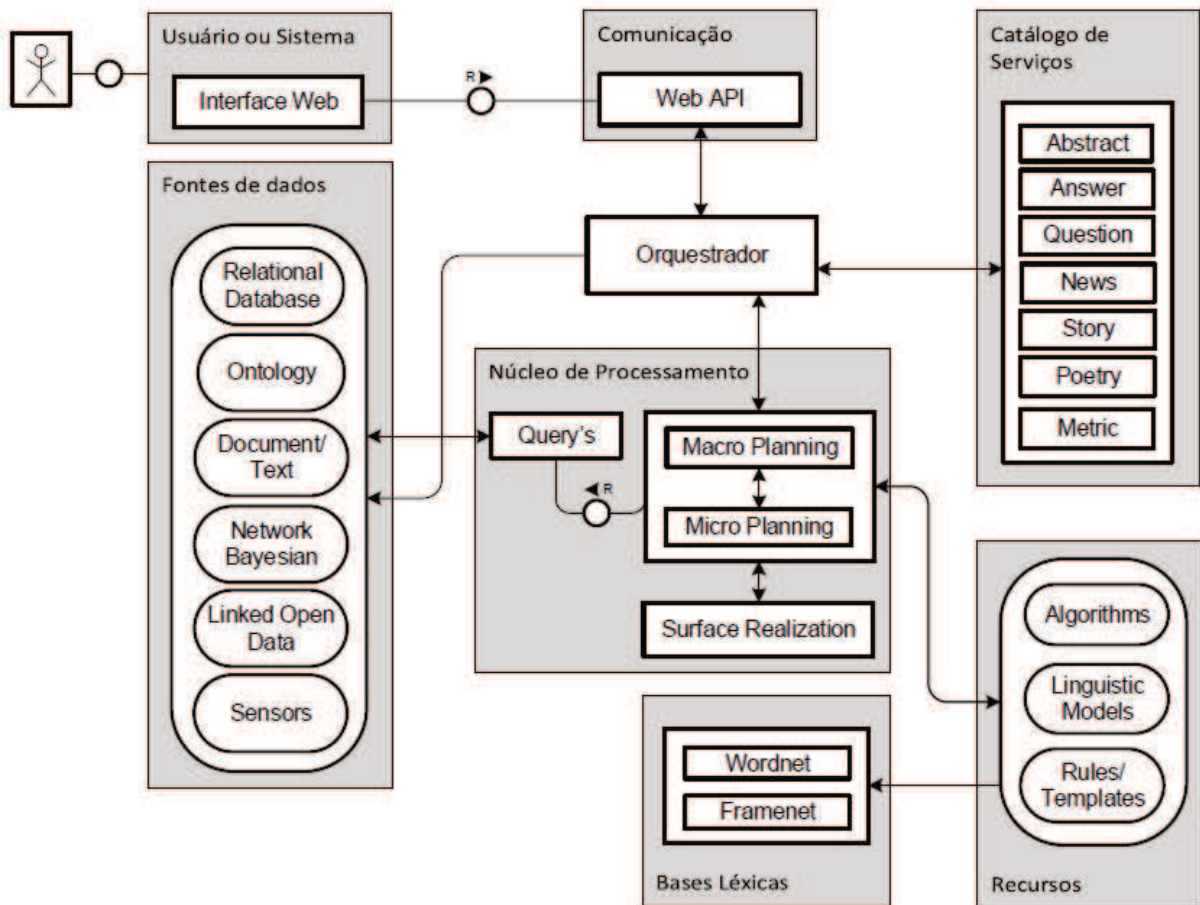 Usuário ou Sistema
Interface Web
R
Comunicação
Web API
Catálogo de
Serviços
Abstract
Answer
Question
News
Story
Poetry
Metric
Fontes de dados
Relational
Database
Ontology
Document/
Text
Network
Bayesian
Linked Open
Data
Sensors
Orquestrador
Núcleo de Processamento
Query's
R
Macro Planning
Micro Planning
Surface Realization
Algorithms
Linguistic
Models
Rules/
Templates
Recursos
Wordnet
Framenet
Bases Léxicas